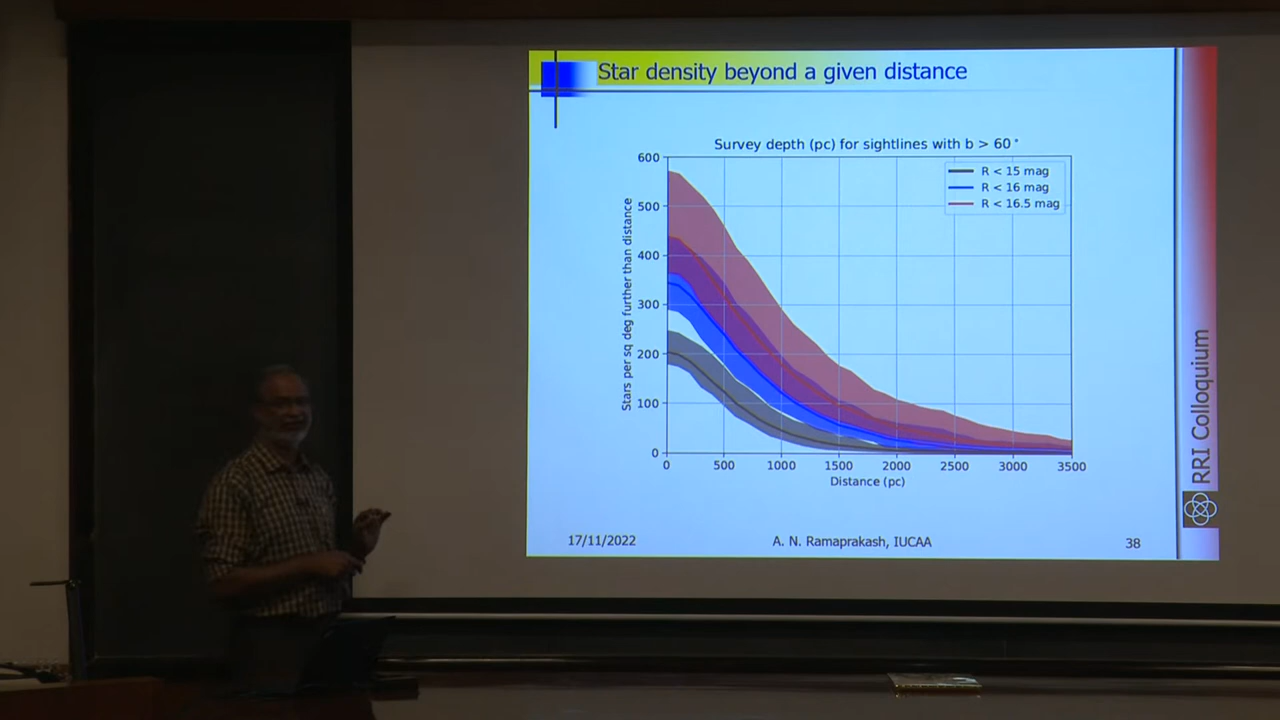 Star density beyond a given distance
Survey depth (pc) for sightlines with b > 60°
R < 15 mag
R < 16 mag
R < 16.5 mag
Stars per sq deg further than distance
600
500
400
300
200
100
0
0 500 1000 1500 2000 2500 3000 3500
Distance (pc)
RRI Colloquium
17/11/2022 A. N. Ramaprakash, IUCAA 38